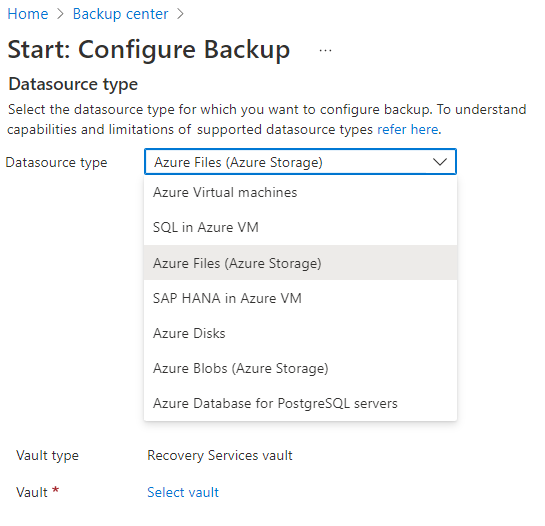 Home > Backup center >
Start: Configure Backup ...
Datasource type
Select the datasource type for which you want to configure backup. To understand
capabilities and limitations of supported datasource types refer here.
Datasource type Azure Files (Azure Storage)
Azure Virtual machines
SQL in Azure VM
Azure Files (Azure Storage)
SAP HANA in Azure VM
Azure Disks
Azure Blobs (Azure Storage)
Azure Database for PostgreSQL servers
Vault type Recovery Services vault
Vault * Select vault